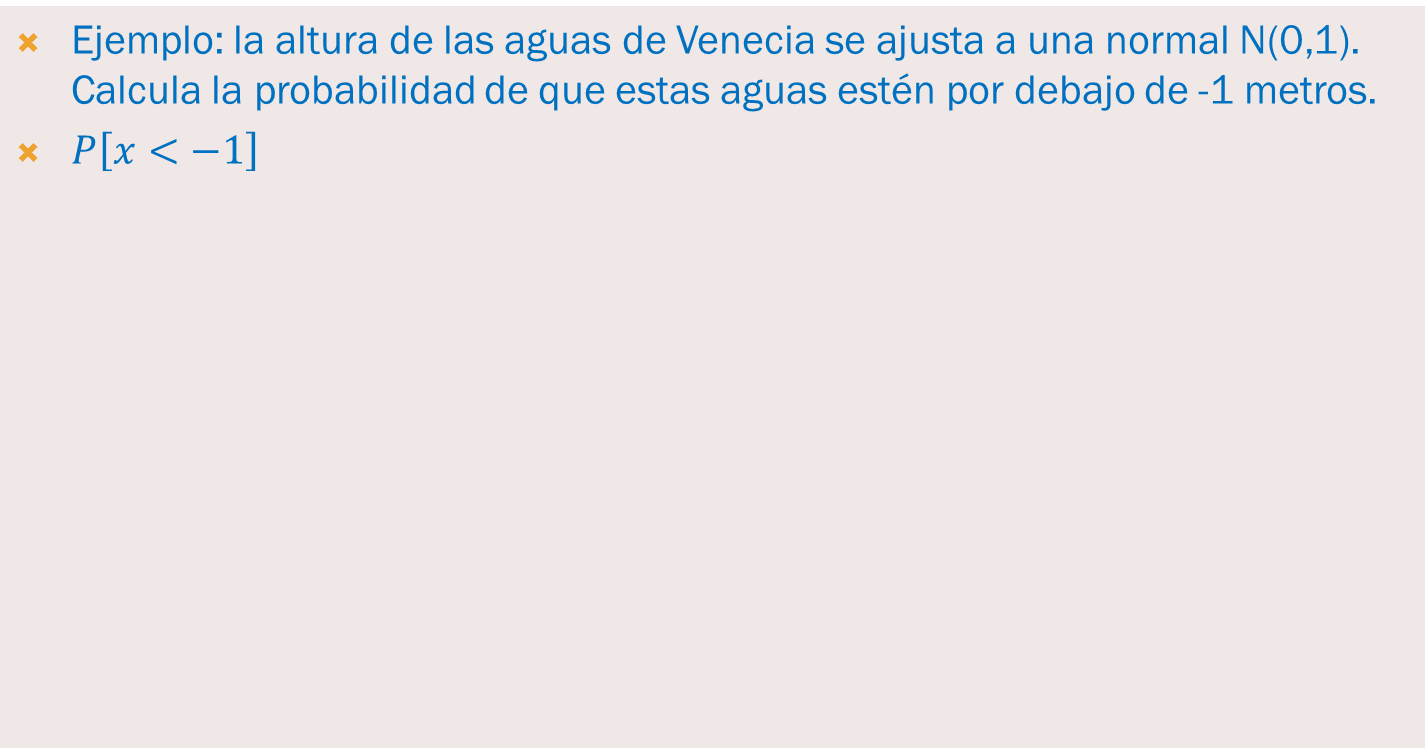 Ejemplo: la altura de las aguas de Venecia se ajusta a una normal N(0,1).
Calcula la probabilidad de que estas aguas estén por debajo de -1 metros.
𝑃[𝑥 < −1]